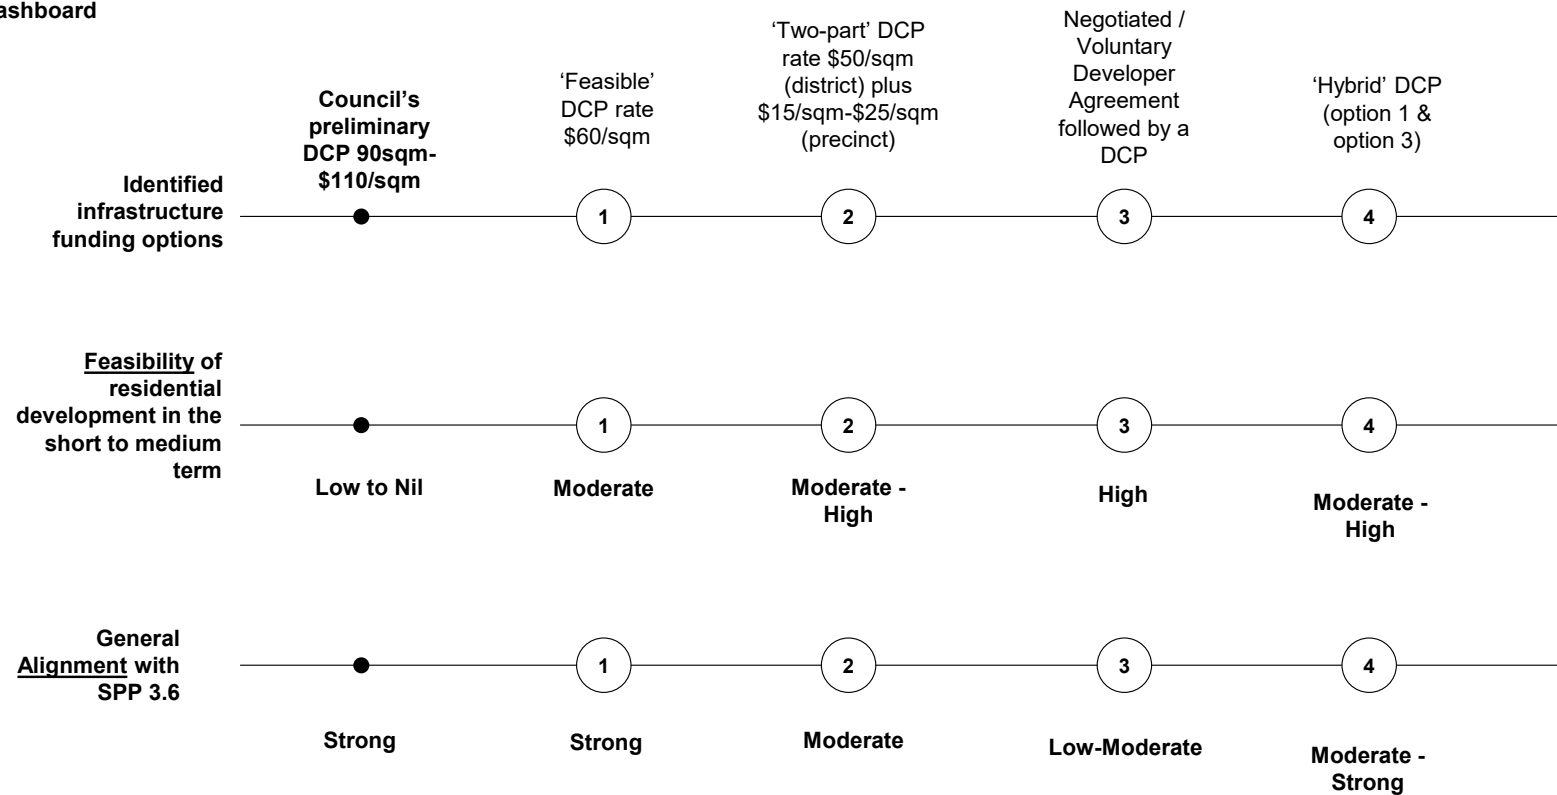 ashboard
Identified
infrastructure
funding options
Council’s
preliminary
DCP 90sqm-
$110/sqm
‘Feasible’
DCP rate
$60/sqm
‘Two-part’ DCP
rate $50/sqm
(district) plus
$15/sqm-$25/sqm
(precinct)
Negotiated /
Voluntary
Developer
Agreement
followed by a
DCP
‘Hybrid’ DCP
(option 1 &
option 3)
1
2
3
4
Feasibility of
residential
development in the
short to medium
term
1
2
3
4
Low to Nil
Moderate
Moderate -
High
High
Moderate -
High
General
Alignment with
SPP 3.6
1
2
3
4
Strong
Strong
Moderate
Low-Moderate
Moderate -
Strong